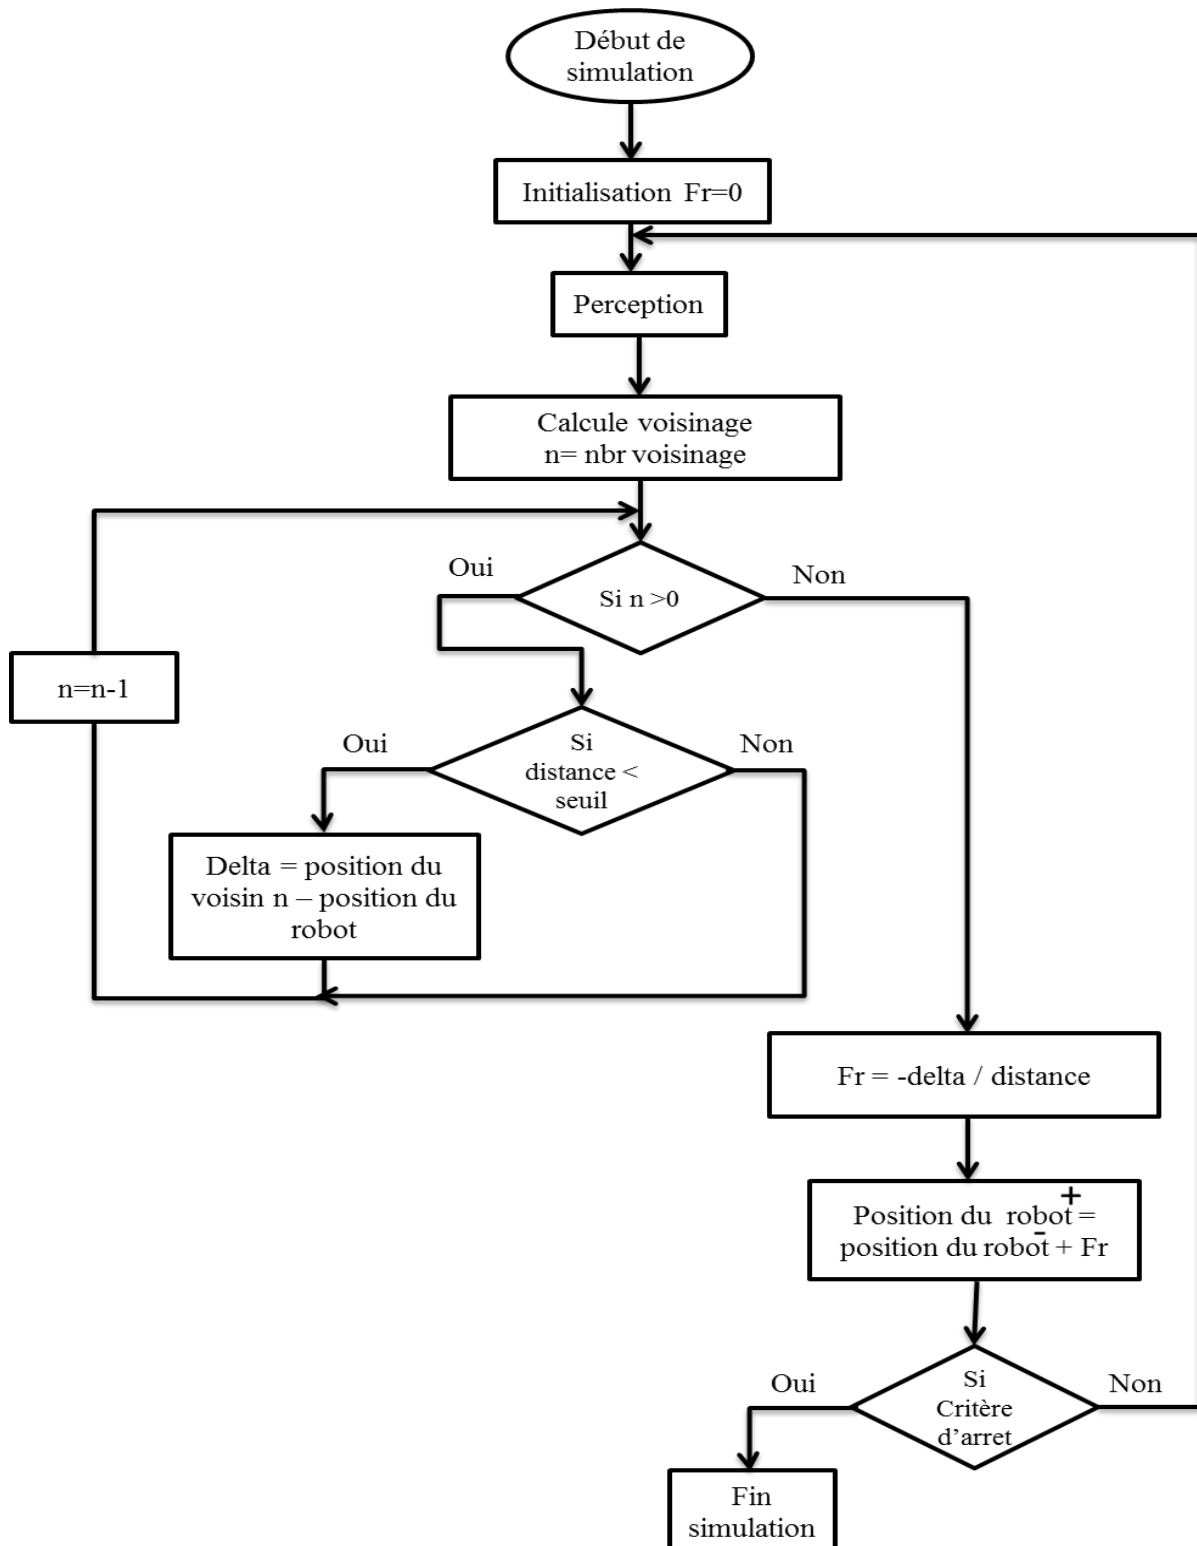 Début de
simulation
Initialisation Fr=0
Perception
Calcule voisinage
n= nbr voisinage
Oui
Non
Si n >0
n=n-1
Oui
Non
Si
distance <
seuil
Delta = position du
voisin n – position du
robot
Fr = -delta / distance
Position du robot⁺=
position du robot⁻ + Fr
Oui
Non
Si
Critère
d’arret
Fin
simulation